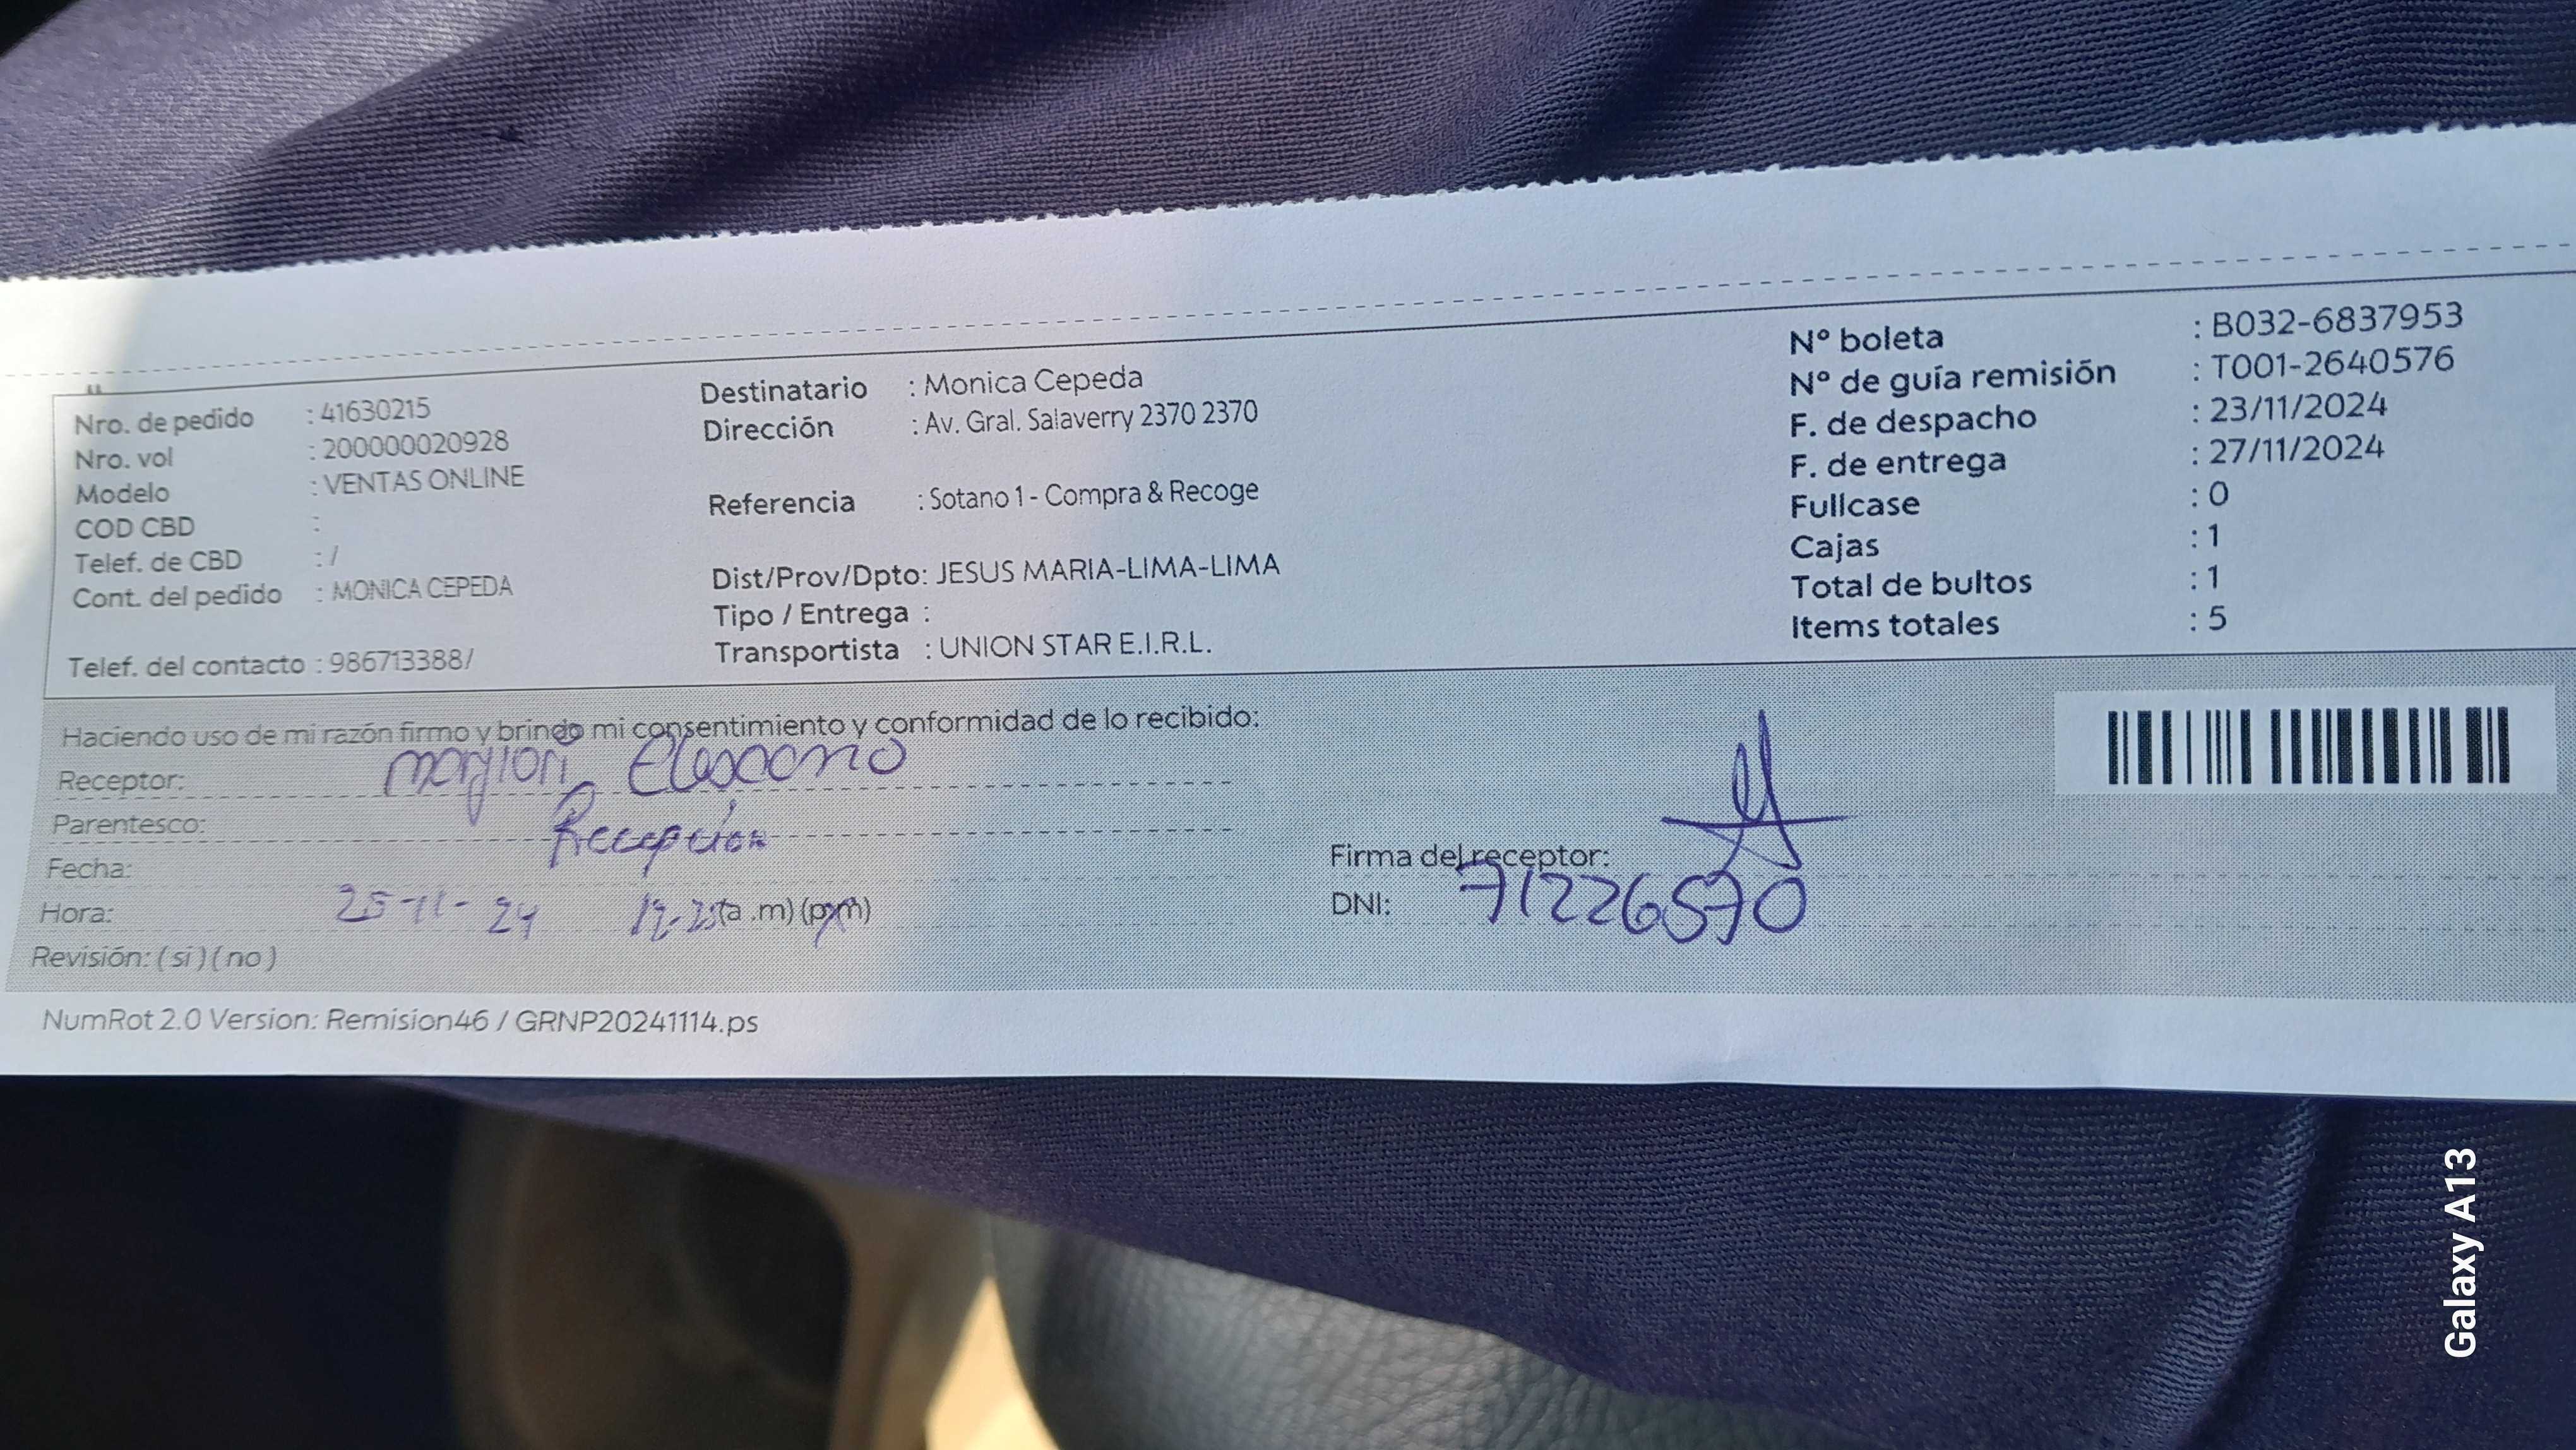 Nro. de pedido : 41630215
Nro. vol : 200000020928
Modelo : VENTAS ONLINE
COD CBD :
Telef. de CBD : /
Cont. del pedido : MONICA CEPEDA
Telef. del contacto : 986713388/
Destinatario : Monica Cepeda
Dirección : Av. Gral. Salaverry 2370 2370
Referencia : Sotano 1 - Compra & Recoge
Dist/Prov/Dpto: JESUS MARIA-LIMA-LIMA
Tipo / Entrega :
Transportista : UNION STAR E.I.R.L.
Nº boleta : B032-6837953
Nº de guía remisión : T001-2640576
F. de despacho : 23/11/2024
F. de entrega : 27/11/2024
Fullcase : 0
Cajas : 1
Total de bultos : 1
Items totales : 5
Haciendo uso de mi razón firmo y brindo mi consentimiento y conformidad de lo recibido:
Receptor:
Parentesco: Recepción
Fecha:
Hora: 25-11-24 (a .m) (p.m)
Revisión: ( si ) ( no )
Firma del receptor:
DNI: 71226570
NumRot 2.0 Version: Remision46 / GRNP20241114.ps
Galaxy A13